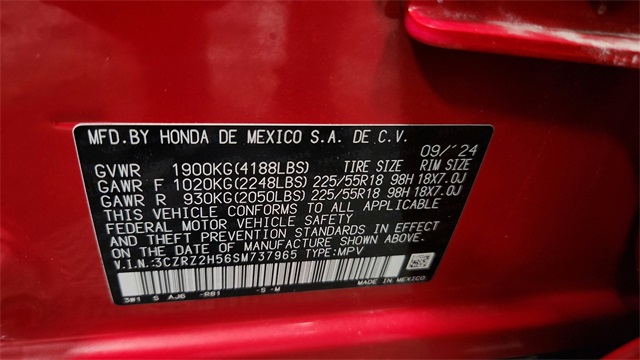 MFD.BY HONDA DE MEXICO S.A. DE C.V.
09/'24
GVWR 1900KG(4188LBS) TIRE SIZE RIM SIZE
GAWR F 1020KG(2248LBS) 225/55R18 98H 18X7.0J
GAWR R 930KG(2050LBS) 225/55R18 98H 18X7.0J
THIS VEHICLE CONFORMS TO ALL APPLICABLE
FEDERAL MOTOR VEHICLE SAFETY
AND THEFT PREVENTION STANDARDS IN EFFECT
ON THE DATE OF MANUFACTURE SHOWN ABOVE.
V.I.N.:3CZRZ2H56SM737965 TYPE:MPV
MADE IN MEXICO
3W1 S AJ6 -R81 -S -M